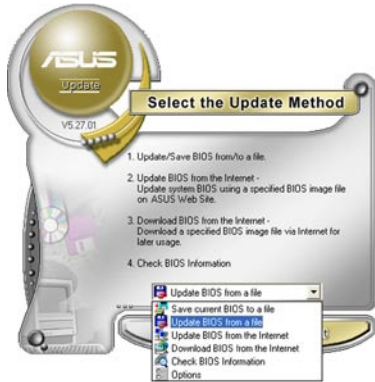 ASUS
Update
V5.27.01
Select the Update Method
1. Update/Save BIOS from/to a file.
2. Update BIOS from the Internet -
Update system BIOS using a specified BIOS image file
on ASUS Web Site.
3. Download BIOS from the Internet -
Download a specified BIOS image file via Internet for
later usage.
4. Check BIOS Information
Update BIOS from a file
Save current BIOS to a file
Update BIOS from a file
Update BIOS from the Internet
Download BIOS from the Internet
Check BIOS Information
Options